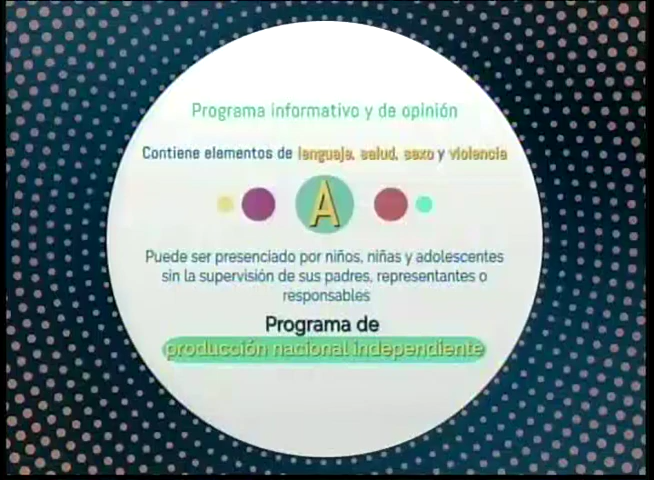 Programa informativo y de opinión
Contiene elementos de lenguaje, salud, sexo y violencia
A
Puede ser presenciado por niños, niñas y adolescentes
sin la supervisión de sus padres, representantes o
responsables
Programa de
producción nacional independiente